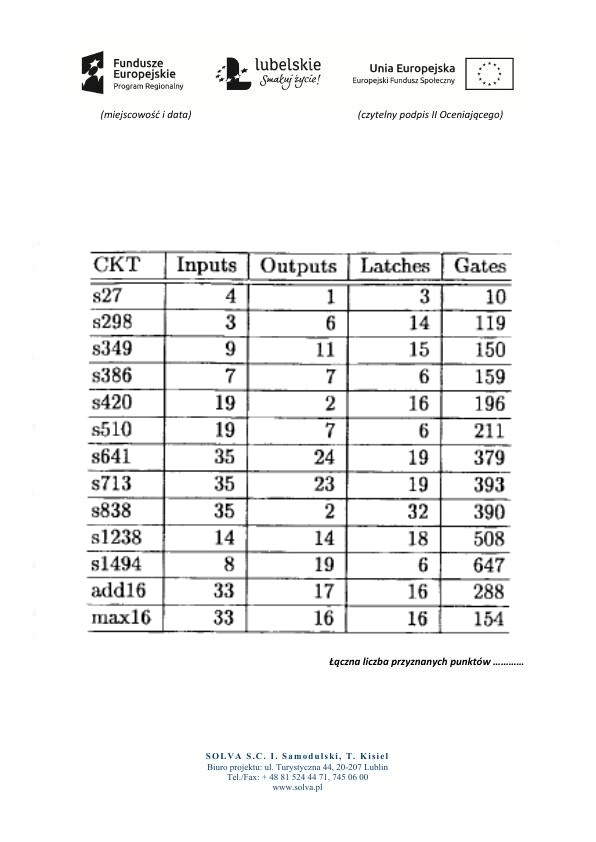 Fundusze
Europejskie
Program Regionalny
lubelskie
Smakuj życie!
Unia Europejska
Europejski Fundusz Społeczny
(miejscowość i data) (czytelny podpis II Oceniającego)
CKT Inputs Outputs Latches Gates
s27 4 1 3 10
s298 3 6 14 119
s349 9 11 15 150
s386 7 7 6 159
s420 19 2 16 196
s510 19 7 6 211
s641 35 24 19 379
s713 35 23 19 393
s838 35 2 32 390
s1238 14 14 18 508
s1494 8 19 6 647
add16 33 17 16 288
max16 33 16 16 154
Łączna liczba przyznanych punktów …………
SOLVA S.C. I. Samodulski, T. Kisiel
Biuro projektu: ul. Turystyczna 44, 20-207 Lublin
Tel./Fax: + 48 81 524 44 71, 745 06 00
www.solva.pl